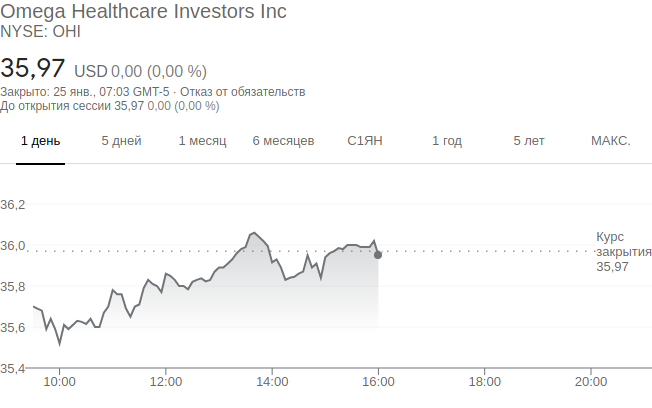 Omega Healthcare Investors Inc
NYSE: OHI
35,97 USD 0,00 (0,00 %)
Закрыто: 25 янв., 07:03 GMT-5 · Отказ от обязательств
До открытия сессии 35,97 0,00 (0,00 %)
1 день 5 дней 1 месяц 6 месяцев С1ЯН 1 год 5 лет МАКС.
36,2
36,0
35,8
35,6
35,4
Курс
закрытия
35,97
10:00 12:00 14:00 16:00 18:00 20:00